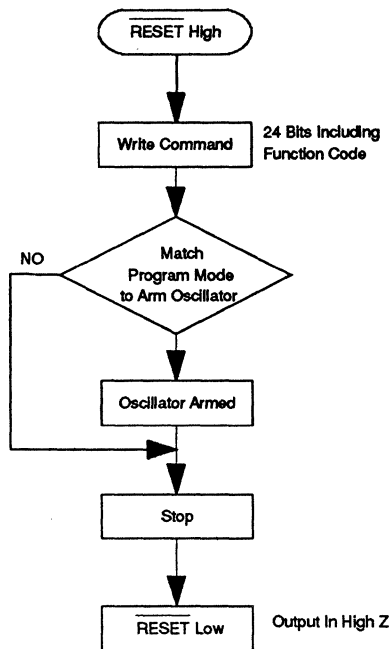 RESET High
Write Command
24 Bits Including
Function Code
Match
Program Mode
to Arm Oscillator
NO
Oscillator Armed
Stop
RESET Low
Output In High Z